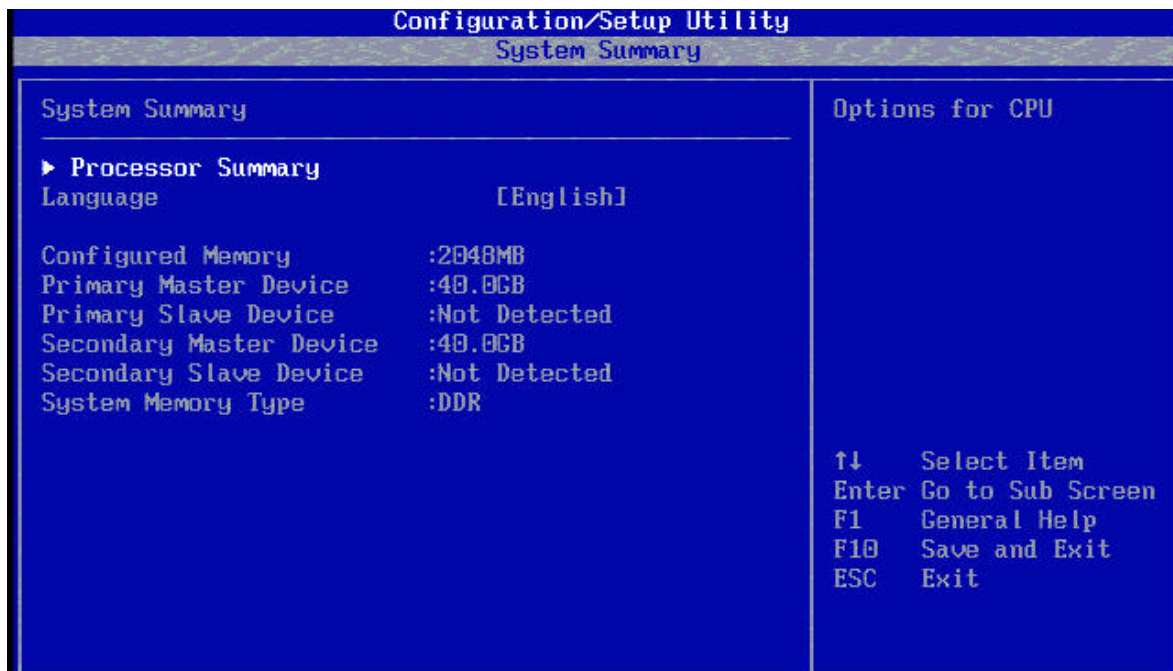 Configuration/Setup Utility
System Summary
System Summary
▶ Processor Summary
Language [English]
Configured Memory :2048MB
Primary Master Device :40.0GB
Primary Slave Device :Not Detected
Secondary Master Device :40.0GB
Secondary Slave Device :Not Detected
System Memory Type :DDR
Options for CPU
↑↓ Select Item
Enter Go to Sub Screen
F1 General Help
F10 Save and Exit
ESC Exit